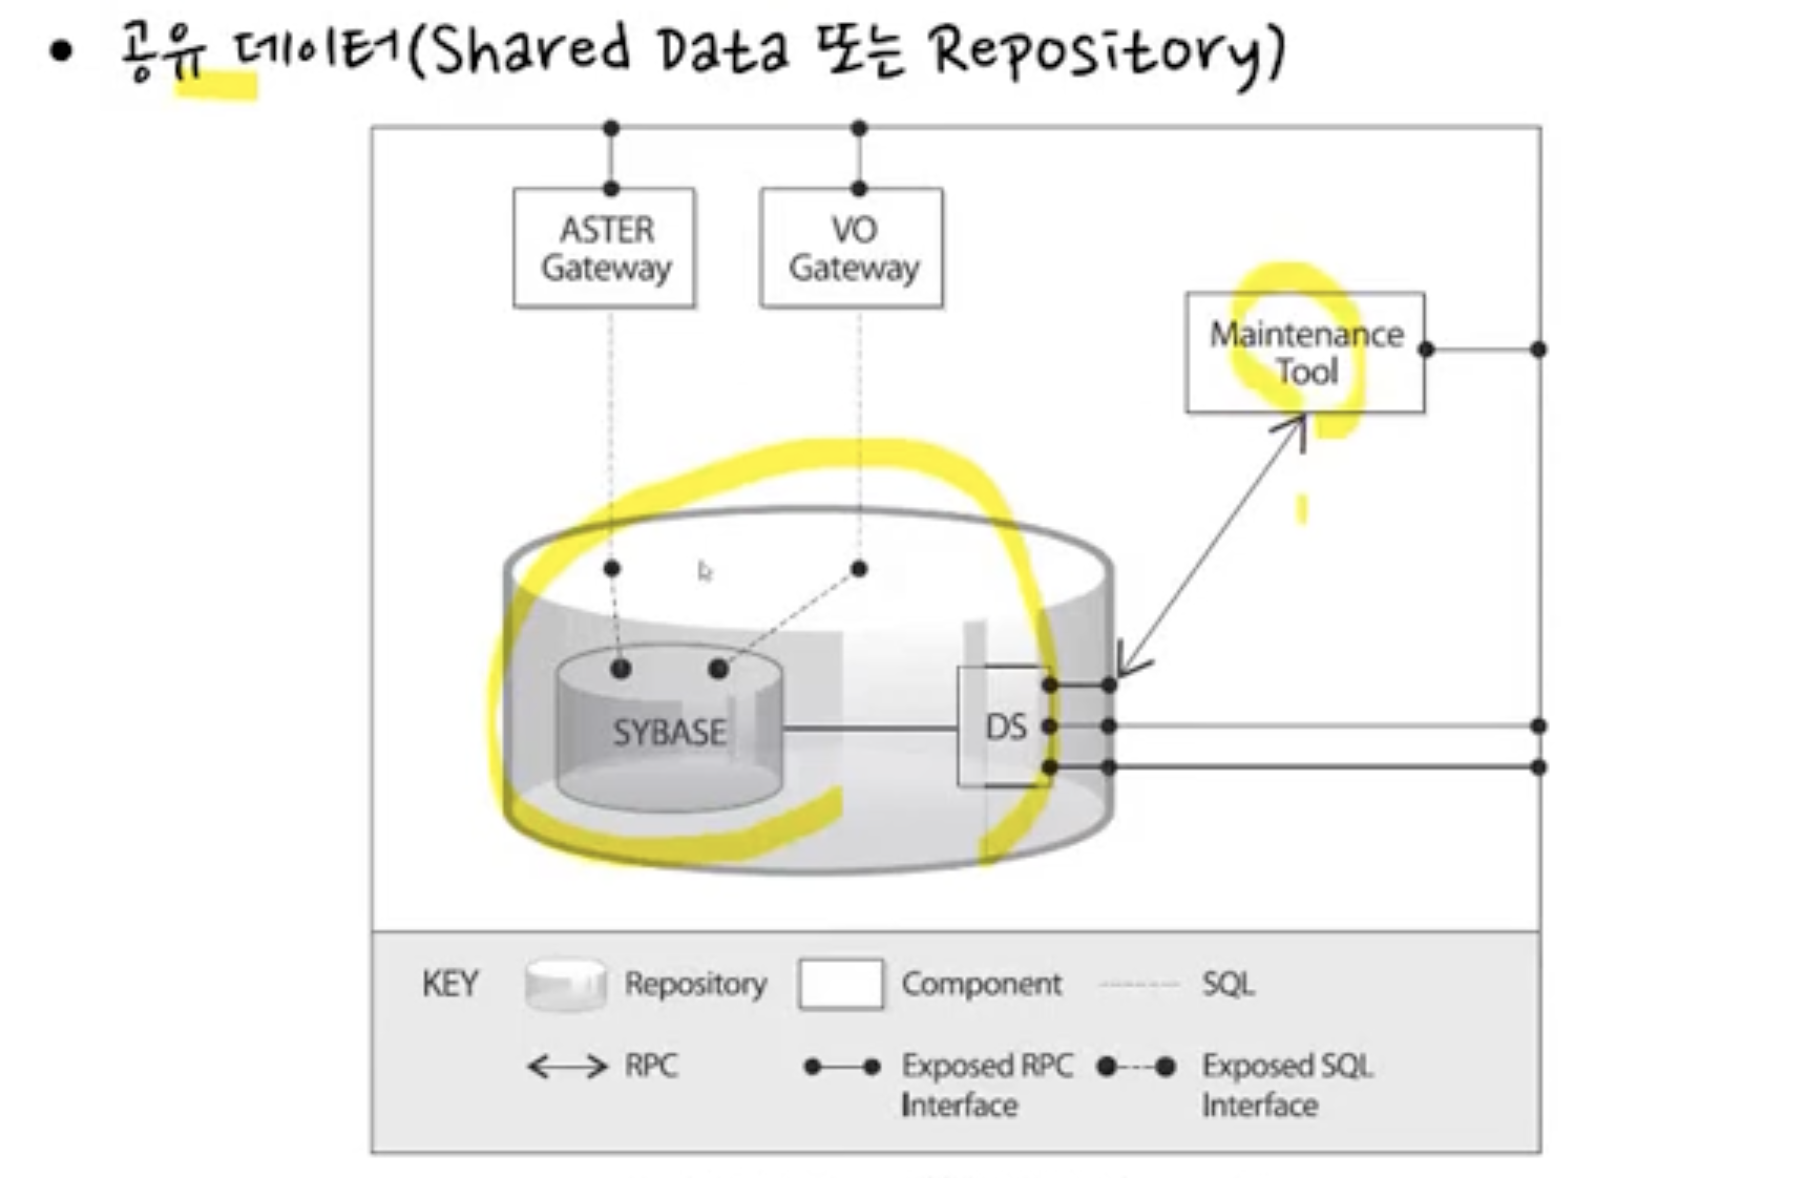 • 공유 데이터(Shared Data 또는 Repository)
ASTER
Gateway
VO
Gateway
Maintenance
Tool
SYBASE
DS
KEY
Repository
Component
SQL
RPC
Exposed RPC
Interface
Exposed SQL
Interface